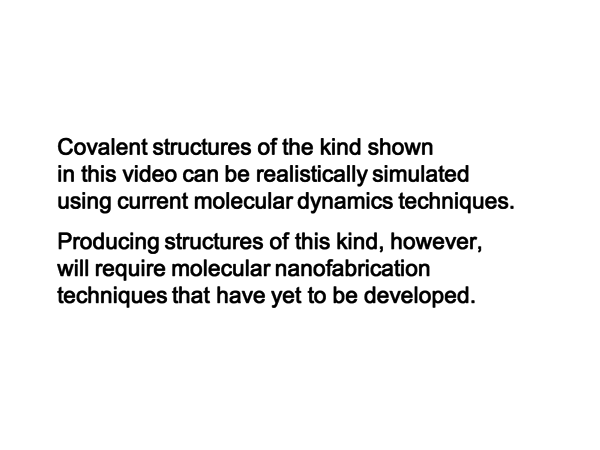 Covalent structures of the kind shown
in this video can be realistically simulated
using current molecular dynamics techniques.
Producing structures of this kind, however,
will require molecular nanofabrication
techniques that have yet to be developed.